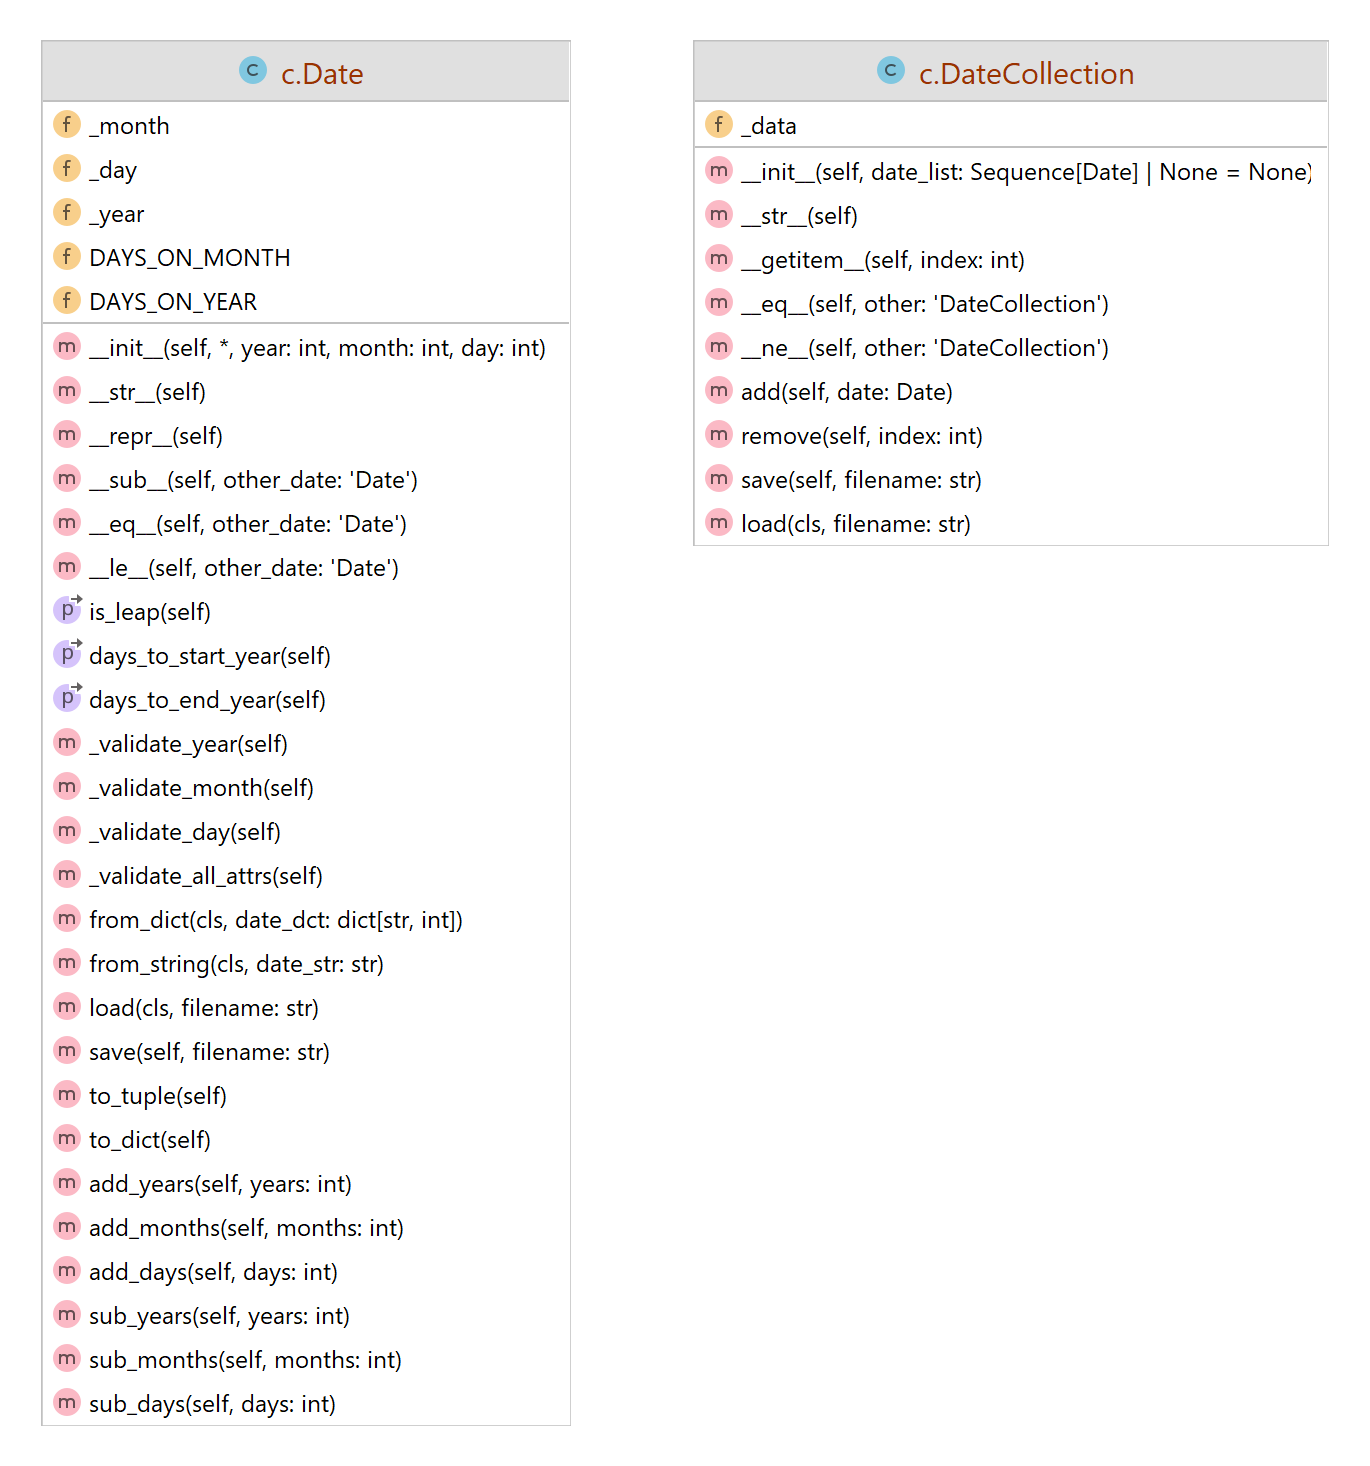 C c.Date
f _month
f _day
f _year
f DAYS_ON_MONTH
f DAYS_ON_YEAR
m __init__(self, *, year: int, month: int, day: int)
m __str__(self)
m __repr__(self)
m __sub__(self, other_date: 'Date')
m __eq__(self, other_date: 'Date')
m __le__(self, other_date: 'Date')
p is_leap(self)
p days_to_start_year(self)
p days_to_end_year(self)
m _validate_year(self)
m _validate_month(self)
m _validate_day(self)
m _validate_all_attrs(self)
m from_dict(cls, date_dct: dict[str, int])
m from_string(cls, date_str: str)
m load(cls, filename: str)
m save(self, filename: str)
m to_tuple(self)
m to_dict(self)
m add_years(self, years: int)
m add_months(self, months: int)
m add_days(self, days: int)
m sub_years(self, years: int)
m sub_months(self, months: int)
m sub_days(self, days: int)
C c.DateCollection
f _data
m __init__(self, date_list: Sequence[Date] | None = None)
m __str__(self)
m __getitem__(self, index: int)
m __eq__(self, other: 'DateCollection')
m __ne__(self, other: 'DateCollection')
m add(self, date: Date)
m remove(self, index: int)
m save(self, filename: str)
m load(cls, filename: str)